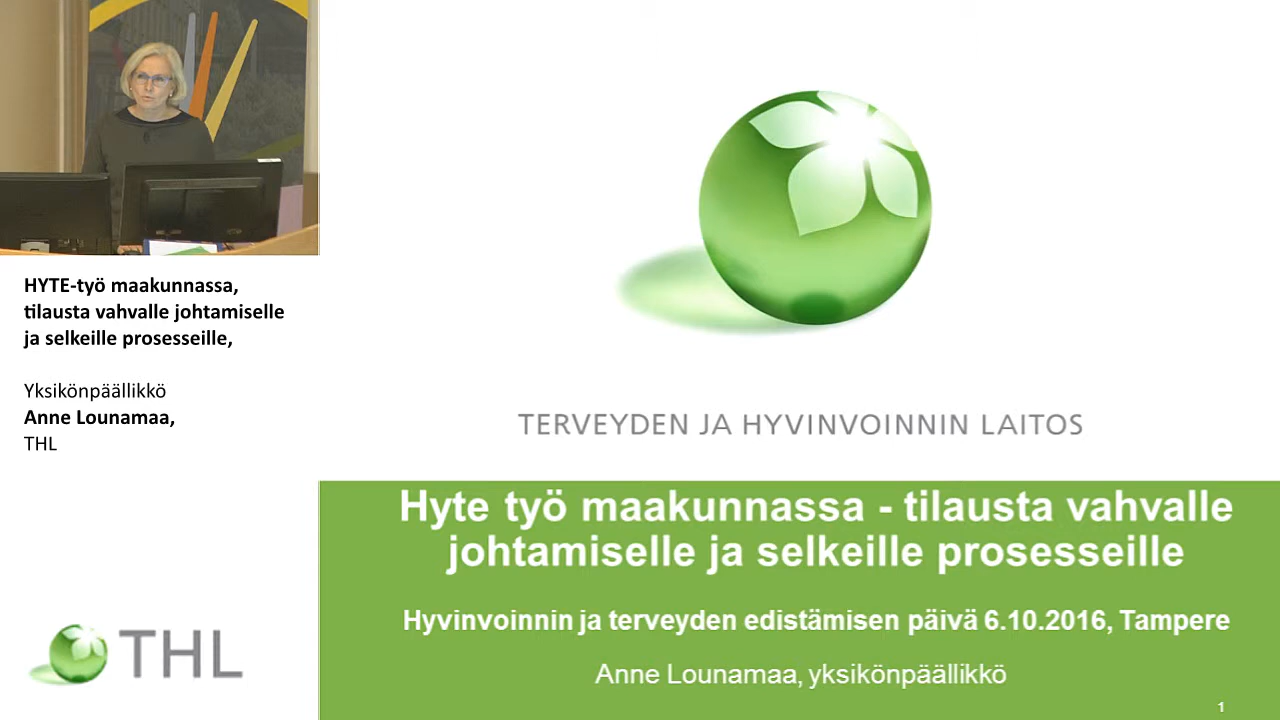 HYTE-työ maakunnassa,
tilausta vahvalle johtamiselle
ja selkeille prosesseille,
Yksikönpäällikkö
Anne Lounamaa,
THL
THL
TERVEYDEN JA HYVINVOINNIN LAITOS
Hyte työ maakunnassa - tilausta vahvalle
johtamiselle ja selkeille prosesseille
Hyvinvoinnin ja terveyden edistämisen päivä 6.10.2016, Tampere
Anne Lounamaa, yksikönpäällikkö
1